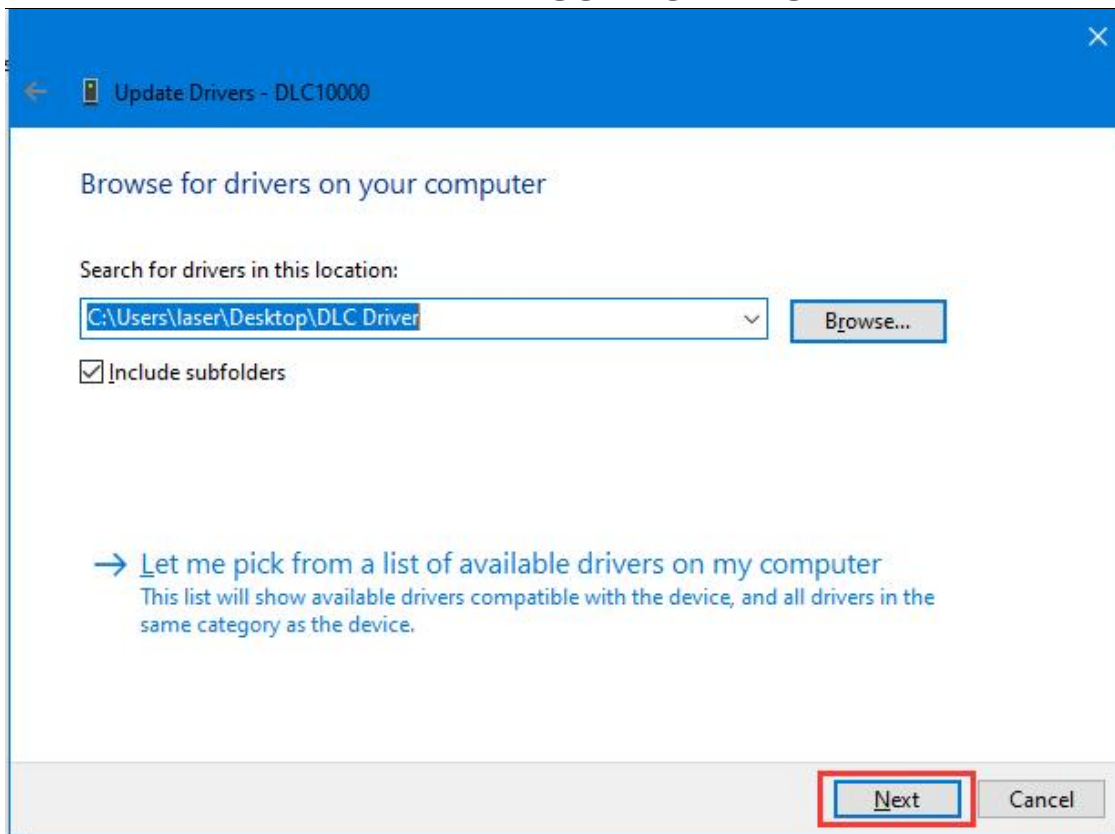 Update Drivers - DLC10000
Browse for drivers on your computer
Search for drivers in this location:
C:\Users\laser\Desktop\DLC Driver
Browse...
Include subfolders
→ Let me pick from a list of available drivers on my computer
This list will show available drivers compatible with the device, and all drivers in the
same category as the device.
Next
Cancel